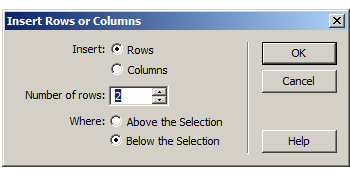 Insert Rows or Columns
Insert: Rows
Columns
Number of rows: 2
Where: Above the Selection
Below the Selection
OK
Cancel
Help